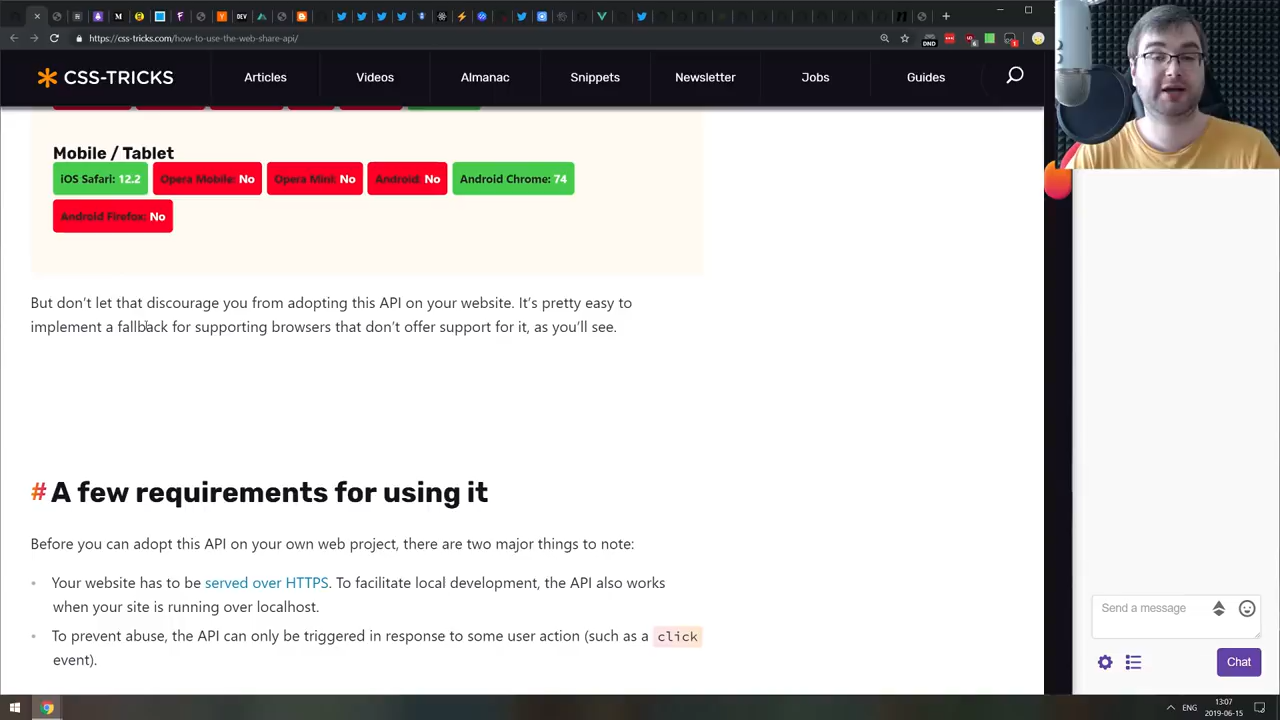 DEV
https://css-tricks.com/how-to-use-the-web-share-api/
DND
CSS-TRICKS
Articles
Videos
Almanac
Snippets
Newsletter
Jobs
Guides
Mobile / Tablet
iOS Safari: 12.2
Opera Mobile: No
Opera Mini: No
Android: No
Android Chrome: 74
Android Firefox: No
But don’t let that discourage you from adopting this API on your website. It’s pretty easy to
implement a fallback for supporting browsers that don’t offer support for it, as you’ll see.
# A few requirements for using it
Before you can adopt this API on your own web project, there are two major things to note:
• Your website has to be served over HTTPS. To facilitate local development, the API also works
when your site is running over localhost.
• To prevent abuse, the API can only be triggered in response to some user action (such as a click
event).
Send a message
Chat
ENG
13:07
2019-06-15